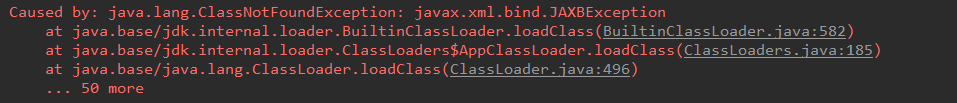 Caused by: java.lang.ClassNotFoundException: javax.xml.bind.JAXBException
at java.base/jdk.internal.loader.BuiltinClassLoader.loadClass(BuiltinClassLoader.java:582)
at java.base/jdk.internal.loader.ClassLoaders$AppClassLoader.loadClass(ClassLoaders.java:185)
at java.base/java.lang.ClassLoader.loadClass(ClassLoader.java:496)
... 50 more